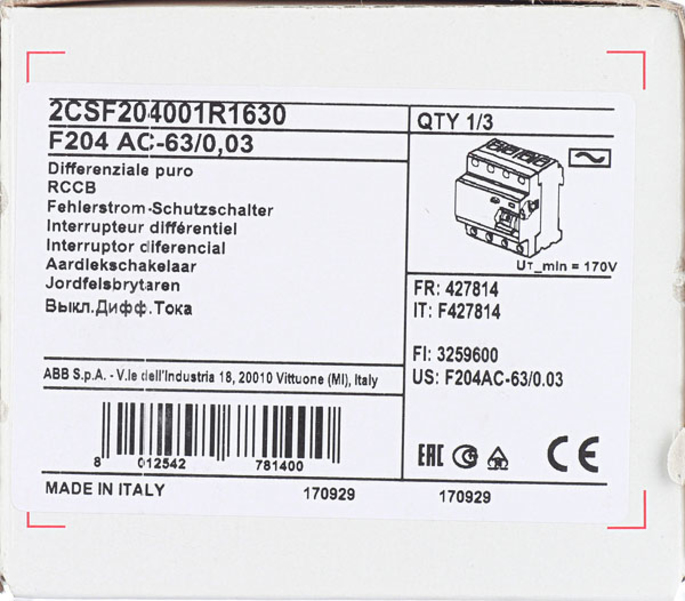 2CSF204001R1630
QTY 1/3
F204 AC-63/0,03
Differenziale puro
RCCB
Fehlerstrom-Schutzschalter
Interrupteur différentiel
Interruptor diferencial
Aardlekschakelaar
Jordfelsbrytaren
Выкл.Дифф.Тока
UT_min = 170V
FR: 427814
IT: F427814
FI: 3259600
US: F204AC-63/0.03
ABB S.p.A. - V.le dell'Industria 18, 20010 Vittuone (MI), Italy
8 012542 781400
EAC
CE
MADE IN ITALY 170929 170929